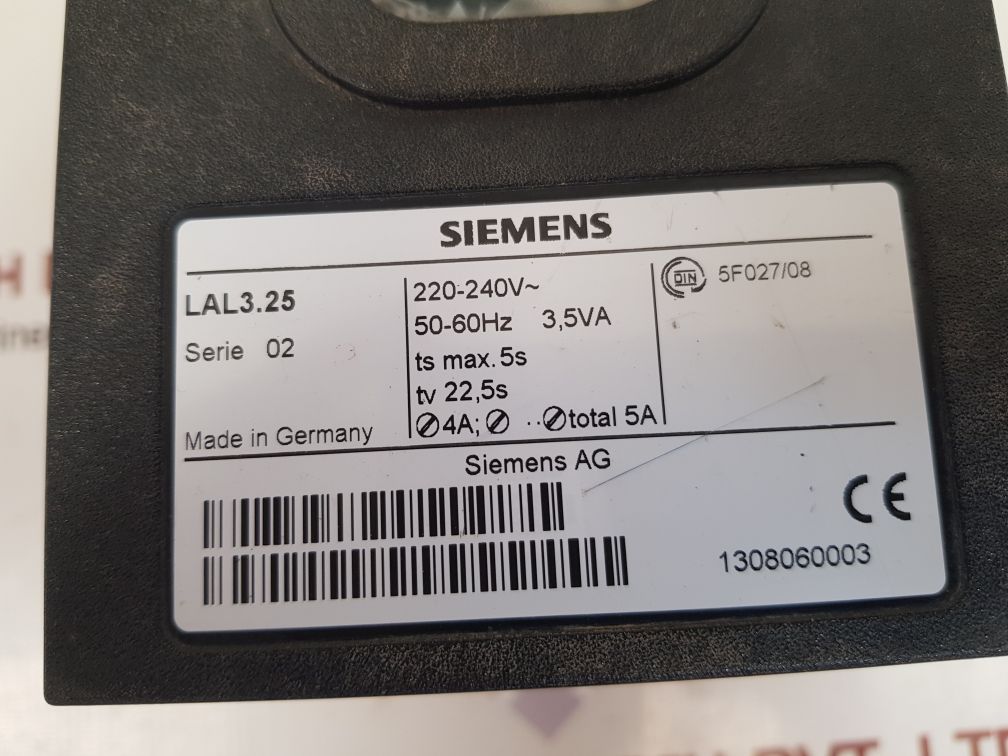 SIEMENS
LAL3.25
Serie 02
Made in Germany
220-240V~
50-60Hz 3,5VA
ts max. 5s
tv 22,5s
⊘4A; ⊘ ··⊘total 5A
DIN 5F027/08
Siemens AG
CE
1308060003